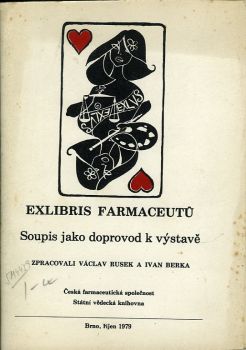 EXLIBRIS
EXLIBRIS FARMACEUTŮ
Soupis jako doprovod k výstavě
ZPRACOVALI VÁCLAV RUSEK A IVAN BERKA
Česká farmaceutická společnost
Státní vědecká knihovna
Brno, říjen 1979